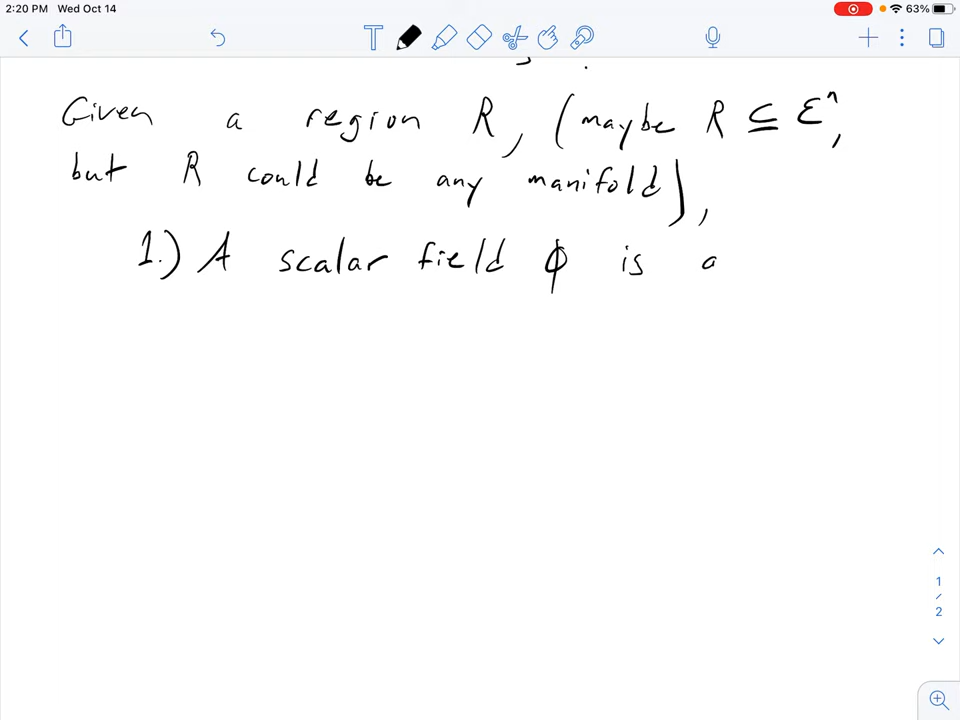 2:20 PM Wed Oct 14
63%
Given a region R, (maybe R ⊆ Ɛⁿ,
but R could be any manifold),
1.) A scalar field ϕ is a
1
/
2